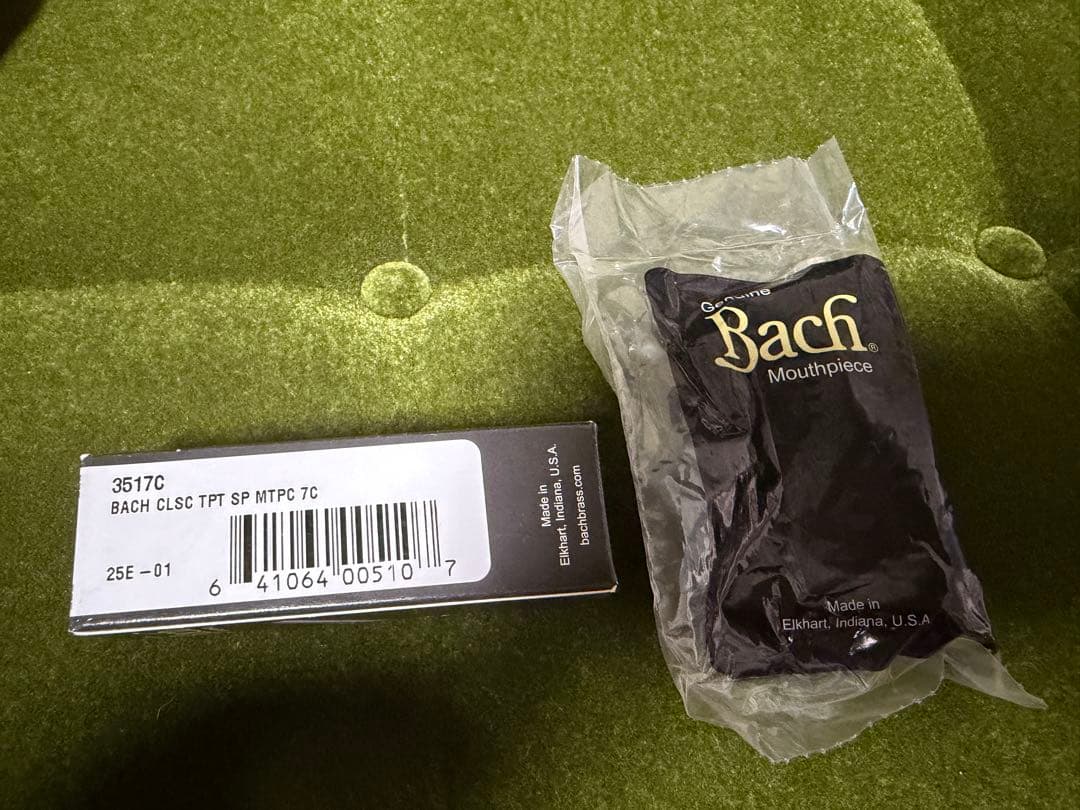 3517C
BACH CLSC TPT SP MTPC 7C
25E-01
6 41064 00510 7
Made in
Elkhart, Indiana, U.S.A.
bachbrass.com
Genuine
Bach®
Mouthpiece
Made in
Elkhart, Indiana, U.S.A